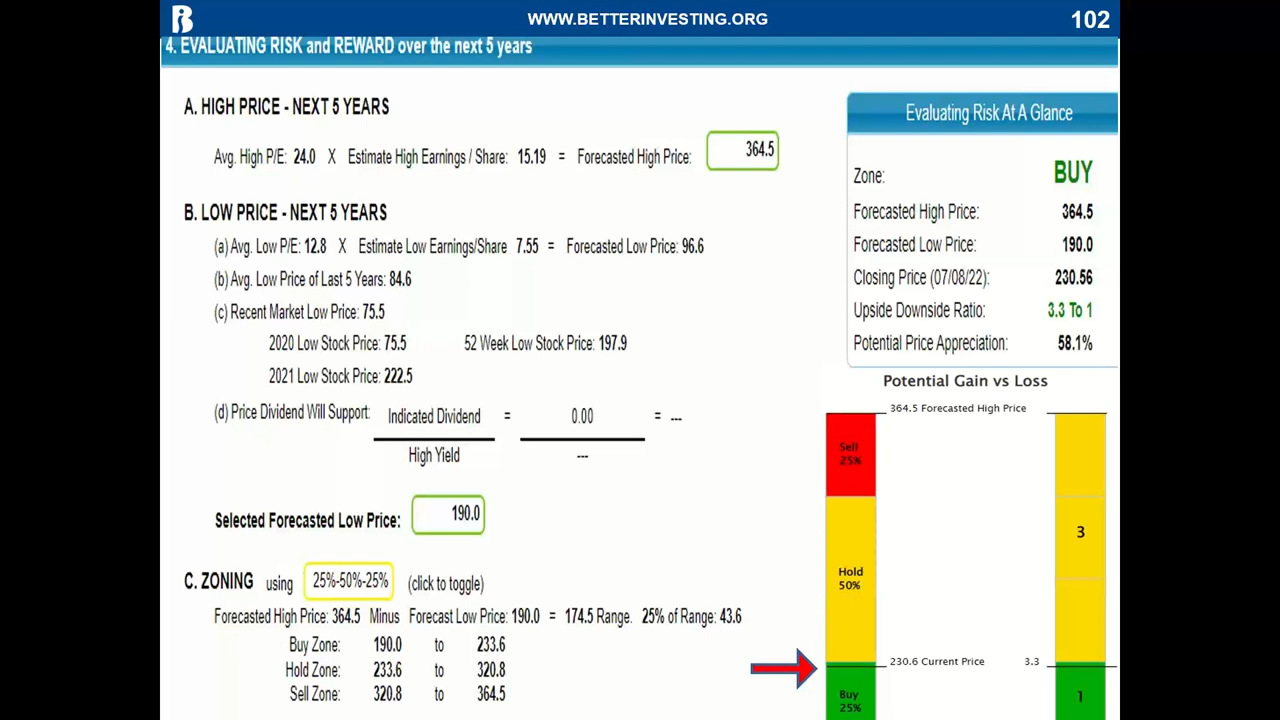 WWW.BETTERINVESTING.ORG
102
4. EVALUATING RISK and REWARD over the next 5 years
A. HIGH PRICE - NEXT 5 YEARS
Avg. High P/E: 24.0 X Estimate High Earnings / Share: 15.19 = Forecasted High Price: 364.5
B. LOW PRICE - NEXT 5 YEARS
(a) Avg. Low P/E: 12.8 X Estimate Low Earnings/Share 7.55 = Forecasted Low Price: 96.6
(b) Avg. Low Price of Last 5 Years: 84.6
(c) Recent Market Low Price: 75.5
2020 Low Stock Price: 75.5 52 Week Low Stock Price: 197.9
2021 Low Stock Price: 222.5
(d) Price Dividend Will Support: Indicated Dividend = 0.00 = ---
High Yield ---
Selected Forecasted Low Price: 190.0
C. ZONING using 25%-50%-25% (click to toggle)
Forecasted High Price: 364.5 Minus Forecast Low Price: 190.0 = 174.5 Range. 25% of Range: 43.6
Buy Zone: 190.0 to 233.6
Hold Zone: 233.6 to 320.8
Sell Zone: 320.8 to 364.5
Evaluating Risk At A Glance
Zone: BUY
Forecasted High Price: 364.5
Forecasted Low Price: 190.0
Closing Price (07/08/22): 230.56
Upside Downside Ratio: 3.3 To 1
Potential Price Appreciation: 58.1%
Potential Gain vs Loss
364.5 Forecasted High Price
Sell
25%
3
Hold
50%
230.6 Current Price 3.3
Buy
25%
1